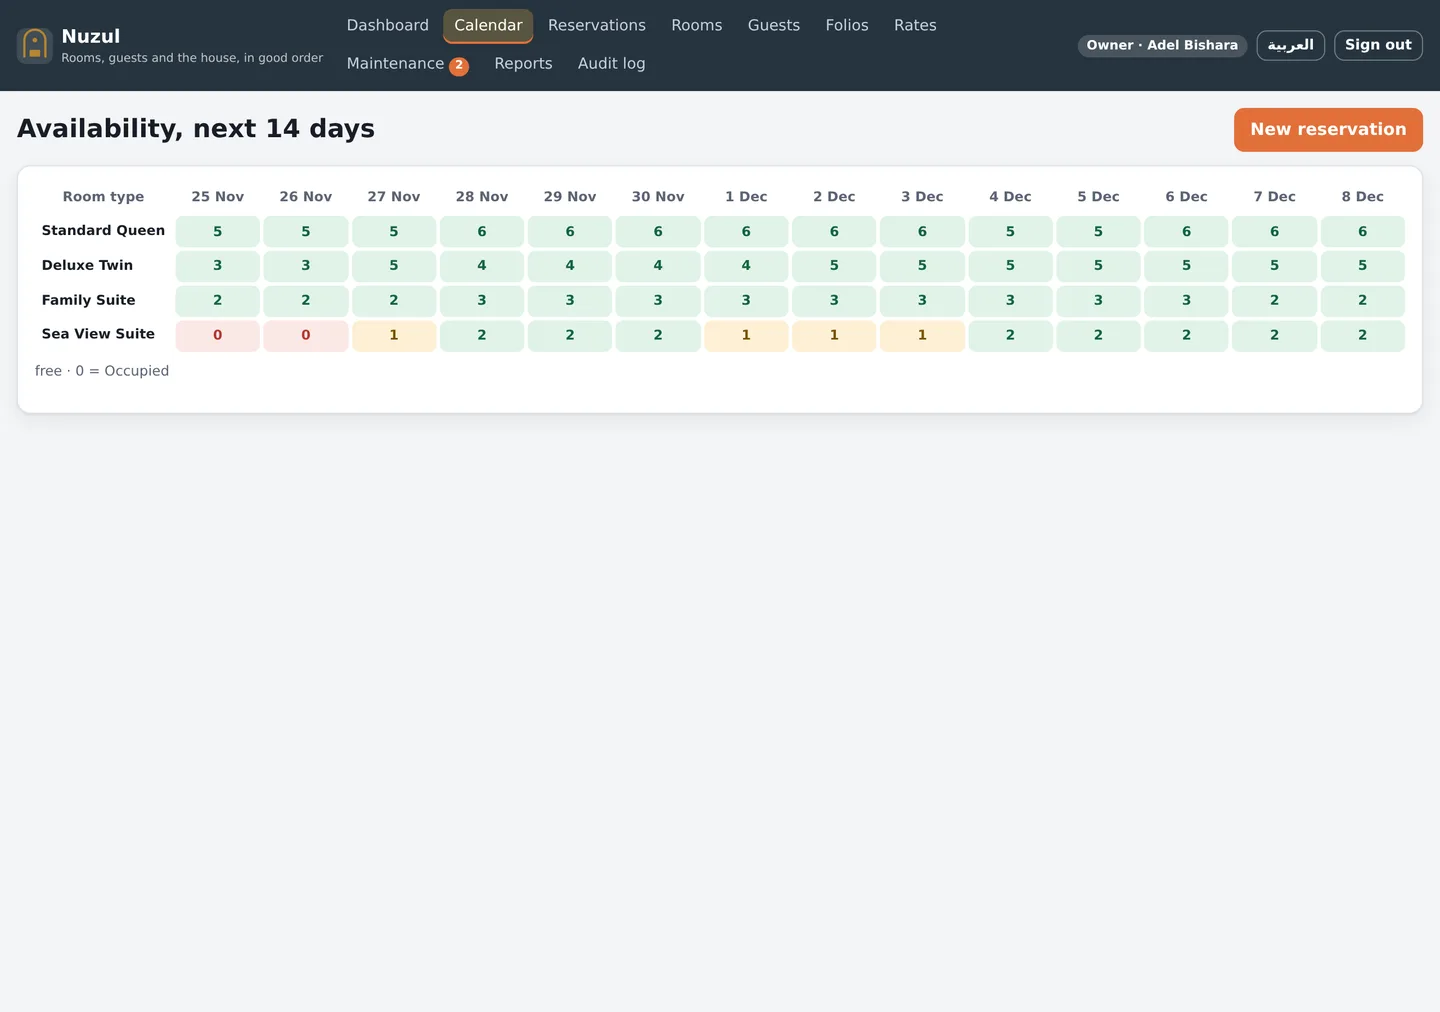 Nuzul
Rooms, guests and the house, in good order
Dashboard Calendar Reservations Rooms Guests Folios Rates
Maintenance 2 Reports Audit log
Owner · Adel Bishara
العربية
Sign out
Availability, next 14 days
New reservation
Room type 25 Nov 26 Nov 27 Nov 28 Nov 29 Nov 30 Nov 1 Dec 2 Dec 3 Dec 4 Dec 5 Dec 6 Dec 7 Dec 8 Dec
Standard Queen 5 5 5 6 6 6 6 6 6 5 5 6 6 6
Deluxe Twin 3 3 5 4 4 4 4 5 5 5 5 5 5 5
Family Suite 2 2 2 3 3 3 3 3 3 3 3 3 2 2
Sea View Suite 0 0 1 2 2 2 1 1 1 2 2 2 2 2
free · 0 = Occupied